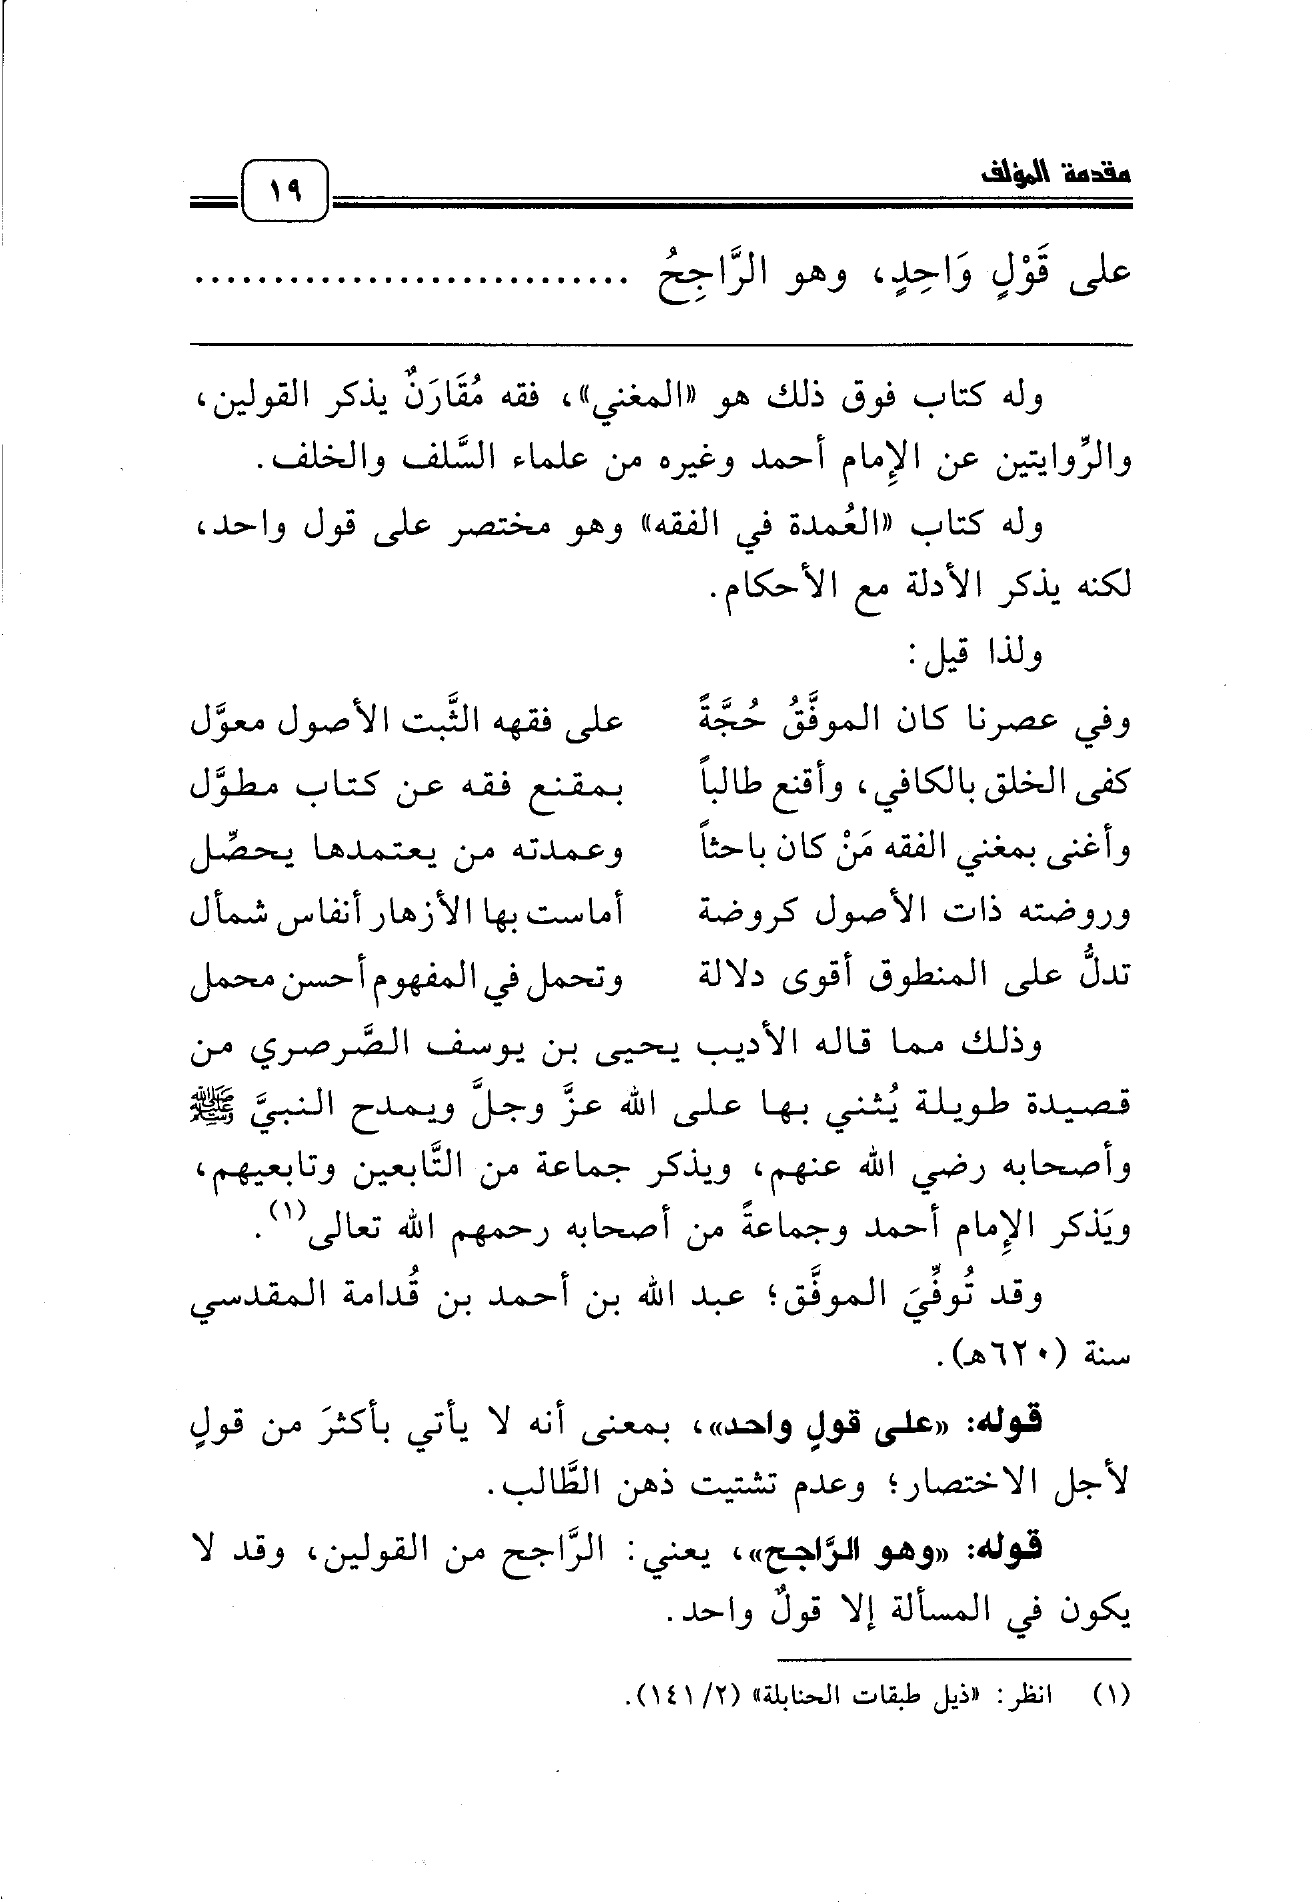 مقدمة المؤلف
١٩
على قَوْلٍ وَاحِدٍ، وهو الرَّاجِحُ ............................
وله كتاب فوق ذلك هو «المغني»، فقه مُقَارَنٌ يذكر القولين،
والرِّوايتين عن الإِمام أحمد وغيره من علماء السَّلف والخلف.
وله كتاب «العُمدة في الفقه» وهو مختصر على قول واحد،
لكنه يذكر الأدلة مع الأحكام.
ولذا قيل:
وفي عصرنا كان الموفَّقُ حُجَّةً على فقهه الثَّبت الأصول معوَّل
كفى الخلق بالكافي، وأقنع طالباً بمقنع فقه عن كتاب مطوَّل
وأغنى بمغني الفقه مَنْ كان باحثاً وعمدته من يعتمدها يحصِّل
وروضته ذات الأصول كروضة أماست بها الأزهار أنفاس شمأل
تدلُّ على المنطوق أقوى دلالة وتحمل في المفهوم أحسن محمل
وذلك مما قاله الأديب يحيى بن يوسف الصَّرصري من
قصيدة طويلة يُثني بها على الله عزَّ وجلَّ ويمدح النبيَّ ﷺ
وأصحابه رضي الله عنهم، ويذكر جماعة من التَّابعين وتابعيهم،
ويَذكر الإِمام أحمد وجماعةً من أصحابه رحمهم الله تعالى(١).
وقد تُوفِّيَ الموفَّق؛ عبد الله بن أحمد بن قُدامة المقدسي
سنة (٦٢٠هـ).
قوله: «على قولٍ واحد»، بمعنى أنه لا يأتي بأكثرَ من قولٍ
لأجل الاختصار؛ وعدم تشتيت ذهن الطَّالب.
قوله: «وهو الرَّاجح»، يعني: الرَّاجح من القولين، وقد لا
يكون في المسألة إلا قولٌ واحد.
(١) انظر: «ذيل طبقات الحنابلة» (٢/ ١٤١).